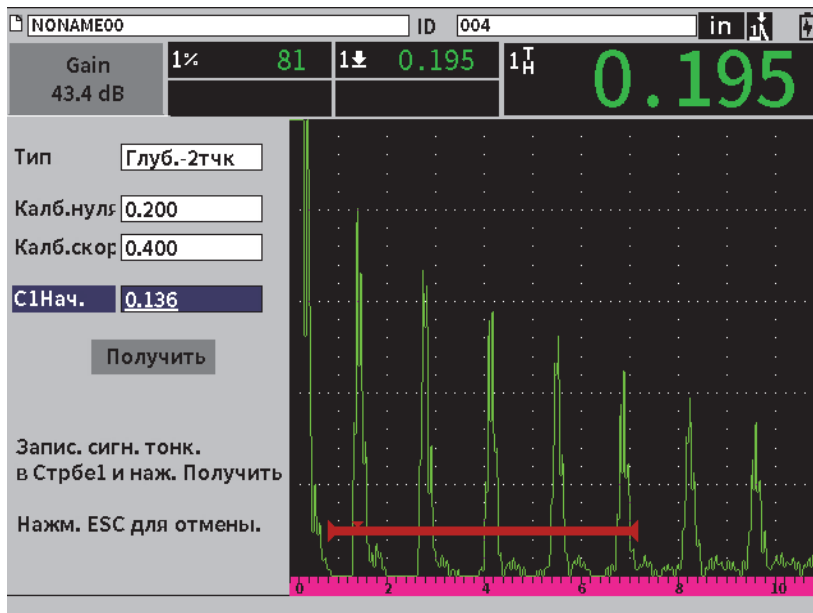 NONAME00 ID 004 in
Gain 43.4 dB
1% 81
1 0.195
1 T H 0.195
Тип Глуб.-2тчк
Калб.нуля 0.200
Калб.скор 0.400
С1Нач. 0.136
Получить
Запис. сигн. тонк.
в Стрбе1 и наж. Получить
Нажм. ESC для отмены.
0 2 4 6 8 10